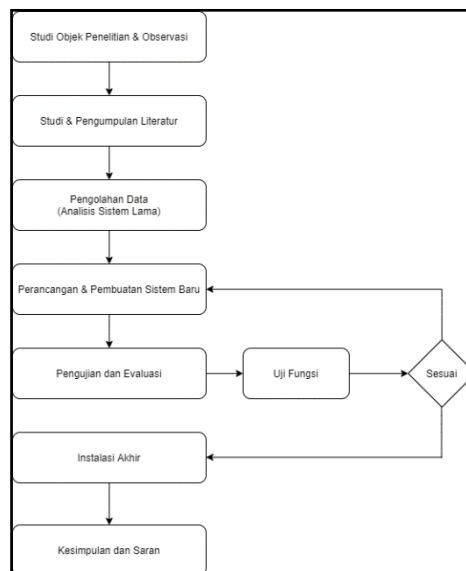 Studi Objek Penelitian & Observasi
Studi & Pengumpulan Literatur
Pengolahan Data
(Analisis Sistem Lama)
Perancangan & Pembuatan Sistem Baru
Pengujian dan Evaluasi
Uji Fungsi
Sesuai
Instalasi Akhir
Kesimpulan dan Saran